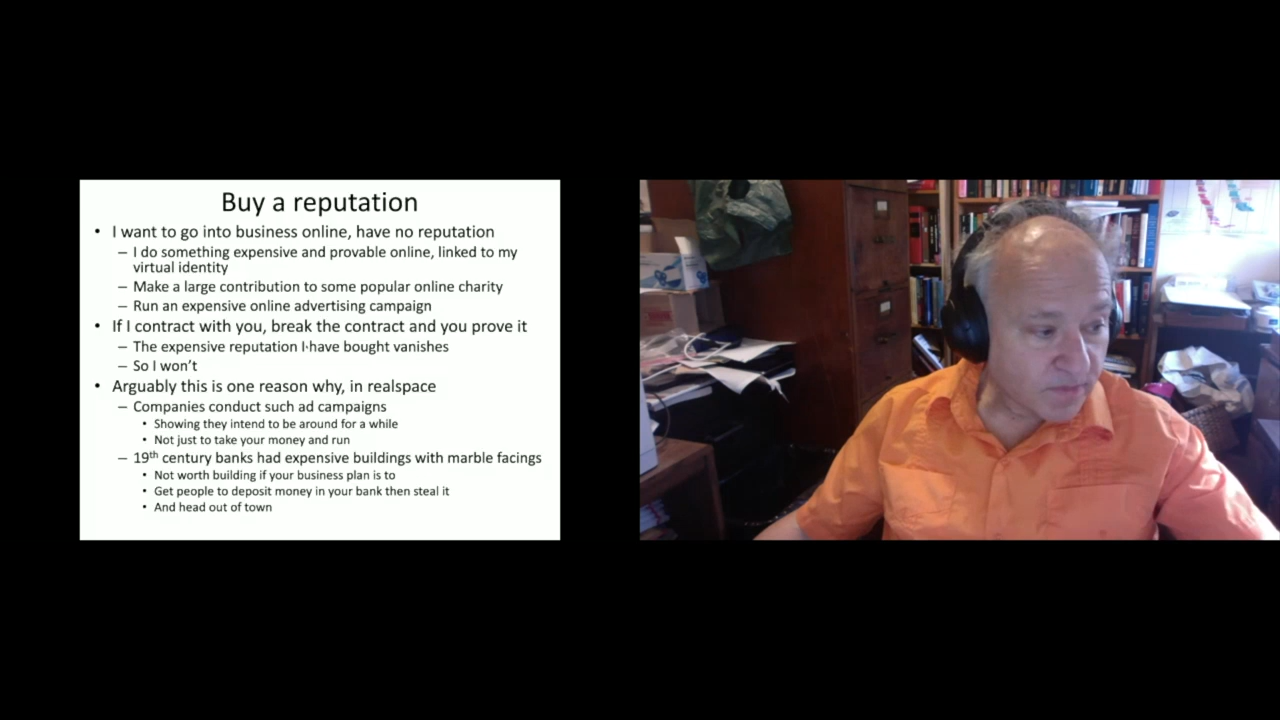 Buy a reputation
• I want to go into business online, have no reputation
– I do something expensive and provable online, linked to my
virtual identity
– Make a large contribution to some popular online charity
– Run an expensive online advertising campaign
• If I contract with you, break the contract and you prove it
– The expensive reputation I have bought vanishes
– So I won't
• Arguably this is one reason why, in realspace
– Companies conduct such ad campaigns
• Showing they intend to be around for a while
• Not just to take your money and run
– 19th century banks had expensive buildings with marble facings
• Not worth building if your business plan is to
• Get people to deposit money in your bank then steal it
• And head out of town